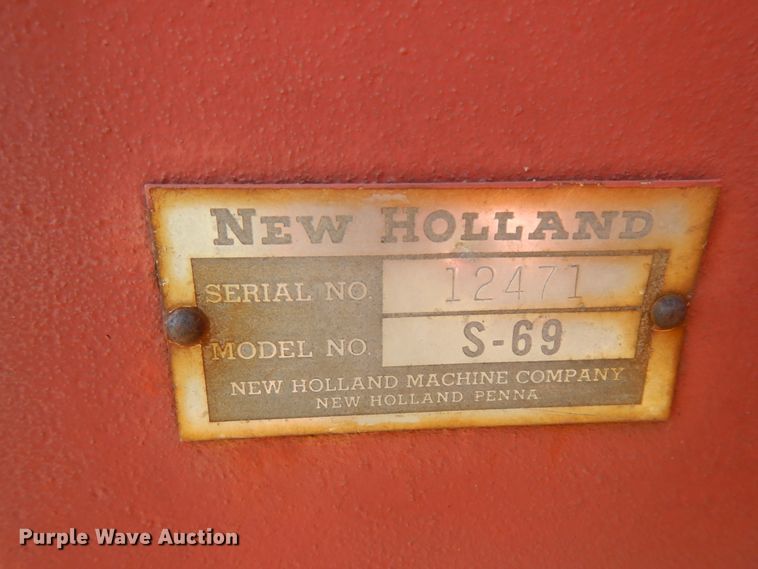 NEW HOLLAND
SERIAL NO. 12471
MODEL NO. S-69
NEW HOLLAND MACHINE COMPANY
NEW HOLLAND PENNA
Purple Wave Auction®